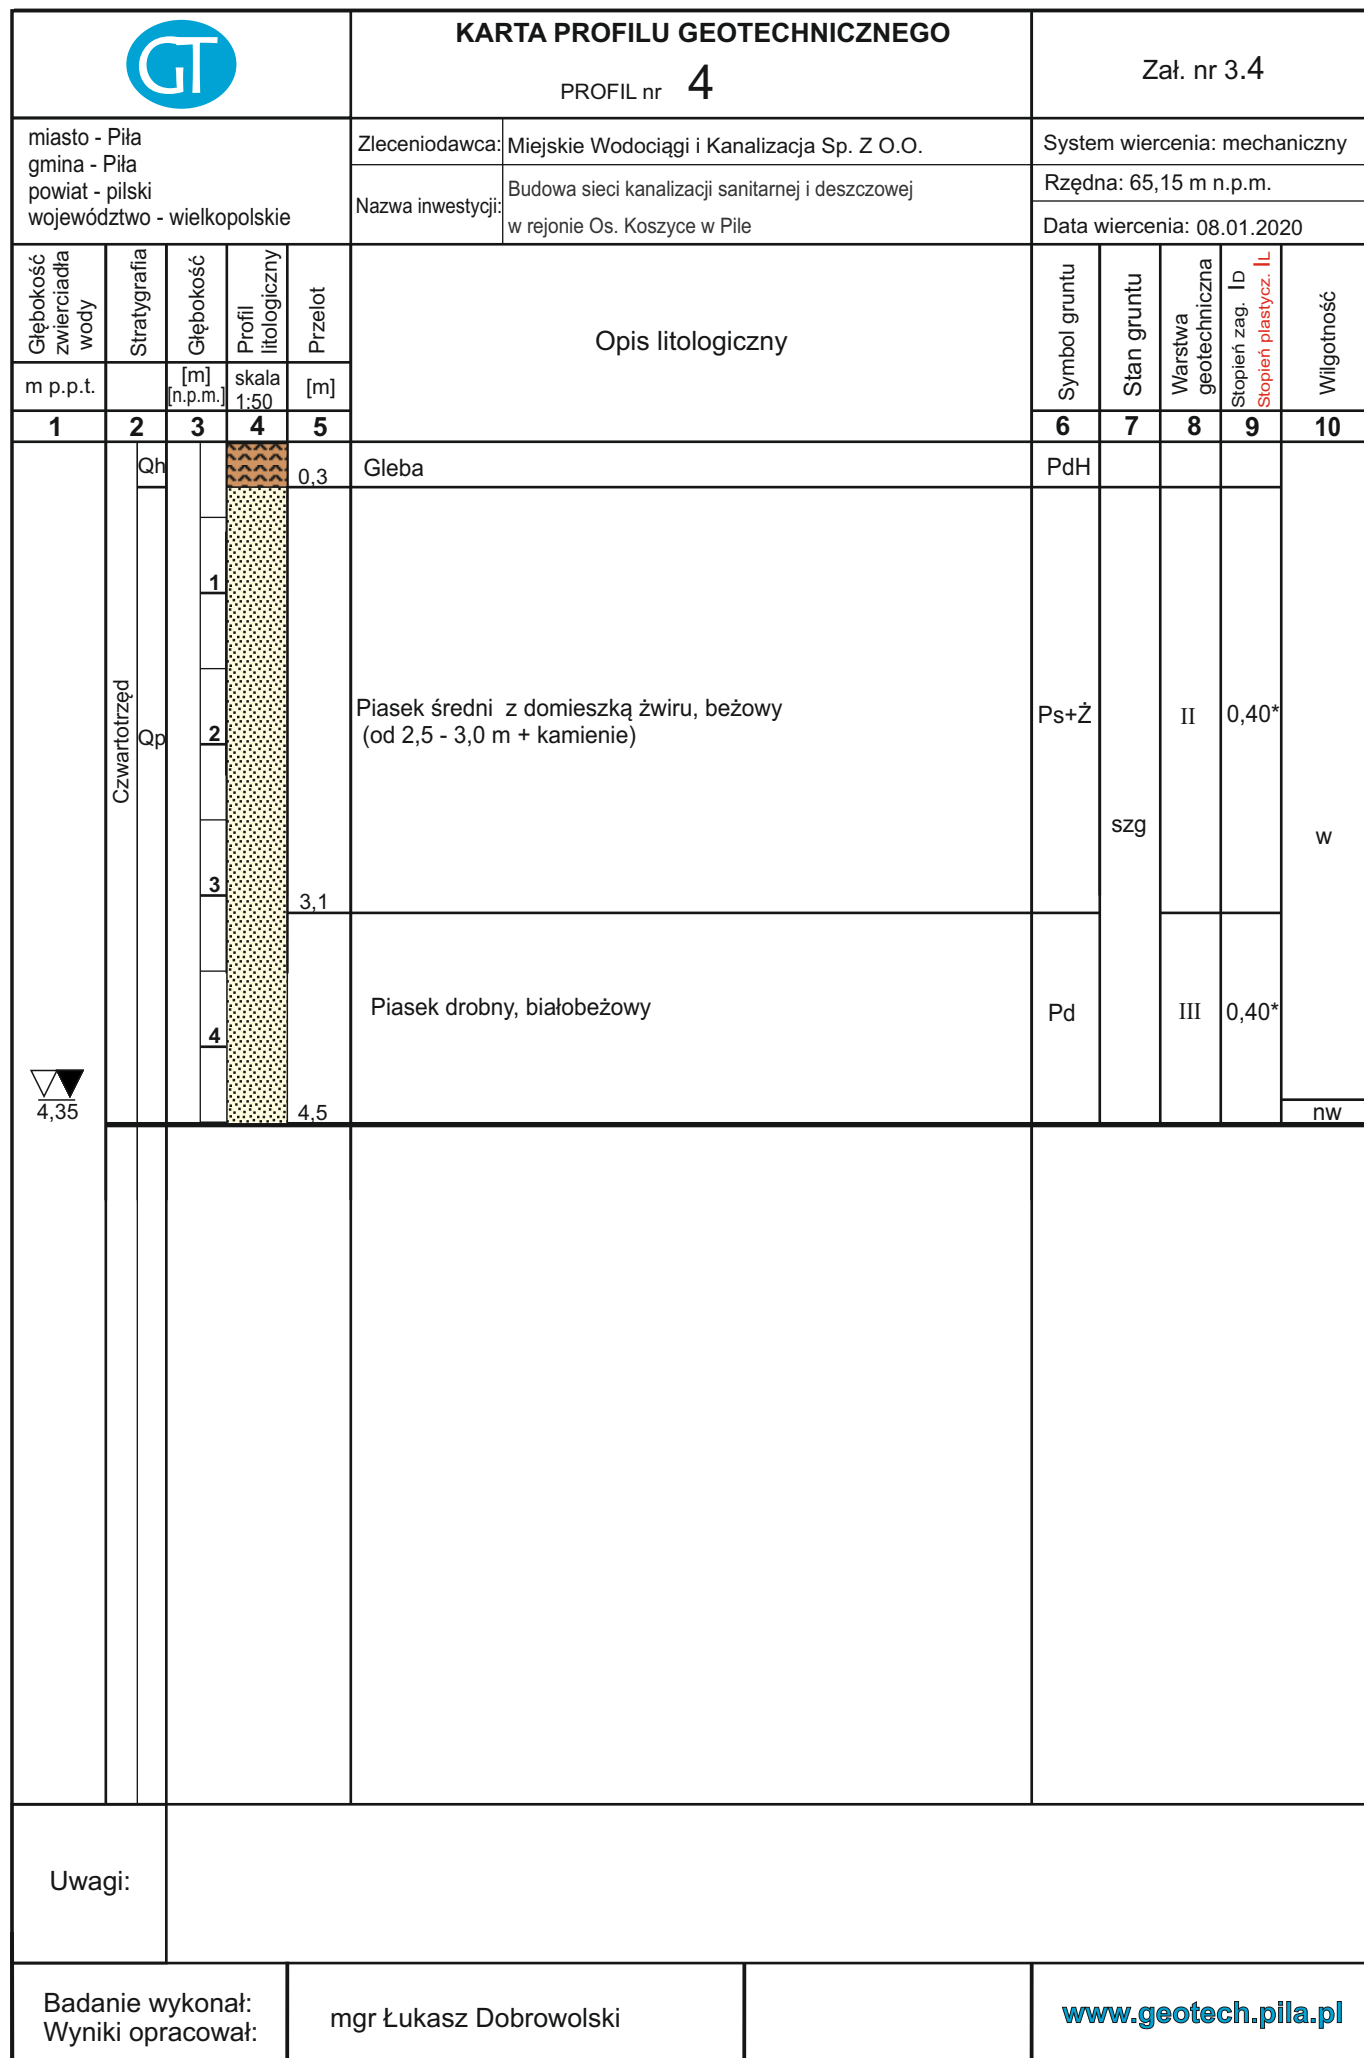 GT
KARTA PROFILU GEOTECHNICZNEGO
PROFIL nr 4
Zał. nr 3.4
miasto - Piła
gmina - Piła
powiat - pilski
województwo - wielkopolskie
Zleceniodawca:
Miejskie Wodociągi i Kanalizacja Sp. Z O.O.
Nazwa inwestycji:
Budowa sieci kanalizacji sanitarnej i deszczowej
w rejonie Os. Koszyce w Pile
System wiercenia: mechaniczny
Rzędna: 65,15 m n.p.m.
Data wiercenia: 08.01.2020
Głębokość
zwierciadła
wody
Stratygrafia
Głębokość
Profil
litologiczny
Przelot
Opis litologiczny
Symbol gruntu
Stan gruntu
Warstwa
geotechniczna
Stopień zag. ID
Stopień plastycz. IL
Wilgotność
m p.p.t.
[m]
[n.p.m.]
skala
1:50
[m]
1 2 3 4 5 6 7 8 9 10
Qh
0,3
Gleba
PdH
1
Czwartotrzęd
Qp
2
Piasek średni z domieszką żwiru, beżowy
(od 2,5 - 3,0 m + kamienie)
Ps+Ż
II
0,40*
szg
w
3
3,1
Piasek drobny, białobeżowy
Pd
III
0,40*
4
4,35
4,5
nw
Uwagi:
Badanie wykonał:
Wyniki opracował:
mgr Łukasz Dobrowolski
www.geotech.pila.pl